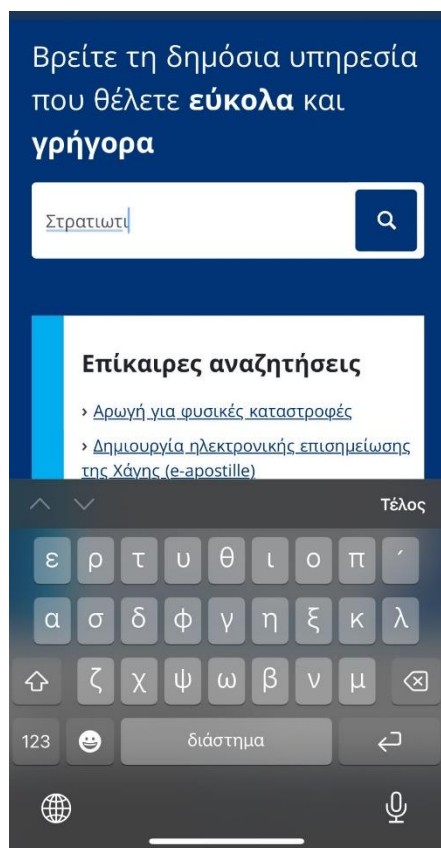 Βρείτε τη δημόσια υπηρεσία
που θέλετε εύκολα και
γρήγορα
Στρατιωτι
Επίκαιρες αναζητήσεις
› Αρωγή για φυσικές καταστροφές
› Δημιουργία ηλεκτρονικής επισημείωσης
της Χάγης (e-apostille)
Τέλος
ε ρ τ υ θ ι ο π ΄
α σ δ φ γ η ξ κ λ
ζ χ ψ ω β ν μ
123 διάστημα